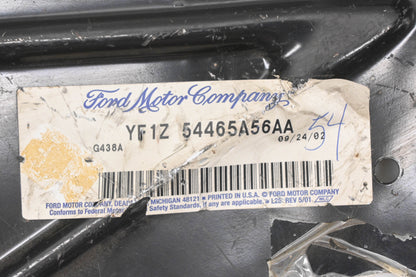 Ford Motor Company
YF1Z 54465A56AA
G438A
09/24/02
54
FORD MOTOR COMPANY, DEA MICHIGAN 48121 • PRINTED IN U.S.A. © FORD MOTOR COMPANY
Conforms to Federal Moto Safety Standards, if any are applicable. • L2S: REV 5/01